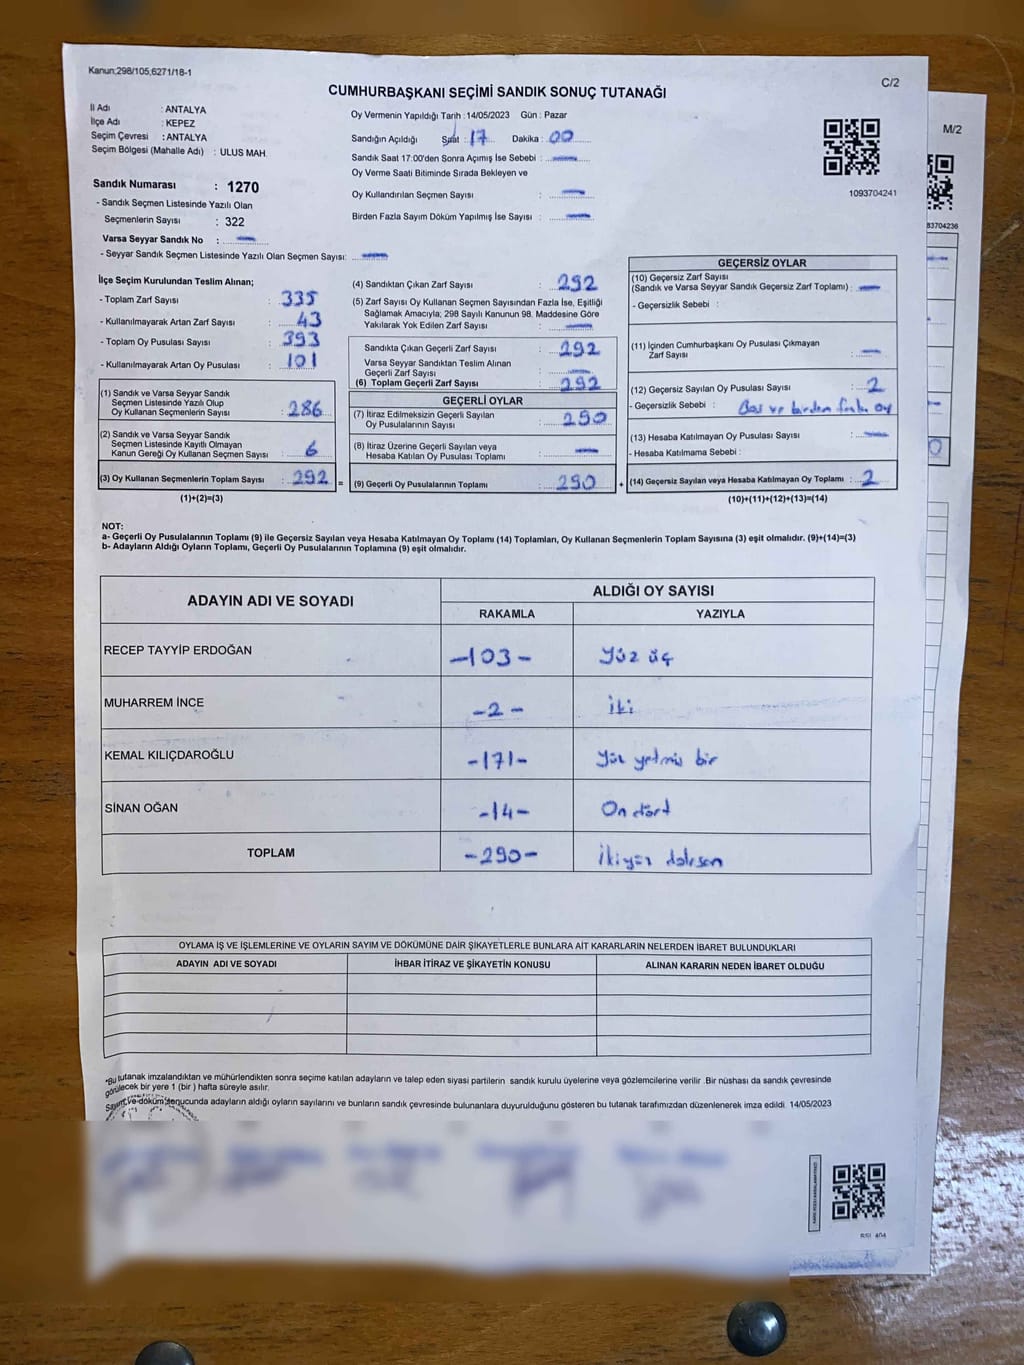 Kanun;298/105,6271/18-1
C/2
CUMHURBAŞKANI SEÇİMİ SANDIK SONUÇ TUTANAĞI
M/2
İl Adı : ANTALYA
İlçe Adı : KEPEZ
Seçim Çevresi : ANTALYA
Seçim Bölgesi (Mahalle Adı) : ULUS MAH.
Sandık Numarası : 1270
- Sandık Seçmen Listesinde Yazılı Olan
Seçmenlerin Sayısı : 322
Varsa Seyyar Sandık No :
- Seyyar Sandık Seçmen Listesinde Yazılı Olan Seçmen Sayısı:
Oy Vermenin Yapıldığı Tarih :14/05/2023 Gün : Pazar
Sandığın Açıldığı Saat : 17 Dakika : 00
Sandık Saat 17:00'den Sonra Açımış İse Sebebi :
Oy Verme Saati Bitiminde Sırada Bekleyen ve
Oy Kullandırılan Seçmen Sayısı :
Birden Fazla Sayım Döküm Yapılmış İse Sayısı :
1093704241
83704236
İlçe Seçim Kurulundan Teslim Alınan;
- Toplam Zarf Sayısı : 335
- Kullanılmayarak Artan Zarf Sayısı : 43
- Toplam Oy Pusulası Sayısı : 393
- Kullanılmayarak Artan Oy Pusulası : 101
(1) Sandık ve Varsa Seyyar Sandık
Seçmen Listesinde Yazılı Olup
Oy Kullanan Seçmenlerin Sayısı : 286
(2) Sandık ve Varsa Seyyar Sandık
Seçmen Listesinde Kayıtlı Olmayan
Kanun Gereği Oy Kullanan Seçmen Sayısı : 6
(3) Oy Kullanan Seçmenlerin Toplam Sayısı : 292 =
(1)+(2)=(3)
(4) Sandıktan Çıkan Zarf Sayısı : 292
(5) Zarf Sayısı Oy Kullanan Seçmen Sayısından Fazla İse, Eşitliği
Sağlamak Amacıyla; 298 Sayılı Kanunun 98. Maddesine Göre
Yakılarak Yok Edilen Zarf Sayısı :
Sandıkta Çıkan Geçerli Zarf Sayısı : 292
Varsa Seyyar Sandıktan Teslim Alınan
Geçerli Zarf Sayısı :
(6) Toplam Geçerli Zarf Sayısı : 292
GEÇERLİ OYLAR
(7) İtiraz Edilmeksizin Geçerli Sayılan
Oy Pusulalarının Sayısı : 290
(8) İtiraz Üzerine Geçerli Sayılan veya
Hesaba Katılan Oy Pusulası Toplamı :
(9) Geçerli Oy Pusulalarının Toplamı : 290 +
GEÇERSİZ OYLAR
(10) Geçersiz Zarf Sayısı
(Sandık ve Varsa Seyyar Sandık Geçersiz Zarf Toplamı) :
- Geçersizlik Sebebi :
(11) İçinden Cumhurbaşkanı Oy Pusulası Çıkmayan
Zarf Sayısı :
(12) Geçersiz Sayılan Oy Pusulası Sayısı : 2
- Geçersizlik Sebebi : Boş ve birden fazla oy
(13) Hesaba Katılmayan Oy Pusulası Sayısı :
- Hesaba Katılmama Sebebi :
(14) Geçersiz Sayılan veya Hesaba Katılmayan Oy Toplamı : 2
(10)+(11)+(12)+(13)=(14)
NOT:
a- Geçerli Oy Pusulalarının Toplamı (9) ile Geçersiz Sayılan veya Hesaba Katılmayan Oy Toplamı (14) Toplamları, Oy Kullanan Seçmenlerin Toplam Sayısına (3) eşit olmalıdır. (9)+(14)=(3)
b- Adayların Aldığı Oyların Toplamı, Geçerli Oy Pusulalarının Toplamına (9) eşit olmalıdır.
ADAYIN ADI VE SOYADI
ALDIĞI OY SAYISI
RAKAMLA YAZIYLA
RECEP TAYYİP ERDOĞAN -103- Yüz üç
MUHARREM İNCE -2- İki
KEMAL KILIÇDAROĞLU -171- Yüz yetmiş bir
SİNAN OĞAN -14- On dört
TOPLAM -290- İkiyüz doksan
OYLAMA İŞ VE İŞLEMLERİNE VE OYLARIN SAYIM VE DÖKÜMÜNE DAİR ŞİKAYETLERLE BUNLARA AİT KARARLARIN NELERDEN İBARET BULUNDUKLARI
ADAYIN ADI VE SOYADI İHBAR İTİRAZ VE ŞİKAYETİN KONUSU ALINAN KARARIN NEDEN İBARET OLDUĞU
*Bu tutanak imzalandıktan ve mühürlendikten sonra seçime katılan adayların ve talep eden siyasi partilerin sandık kurulu üyelerine veya gözlemcilerine verilir .Bir nüshası da sandık çevresinde
görülecek bir yere 1 (bir ) hafta süreyle asılır.
Sayım ve döküm sonucunda adayların aldığı oyların sayılarını ve bunların sandık çevresinde bulunanlara duyurulduğunu gösteren bu tutanak tarafımızdan düzenlenerek imza edildi. 14/05/2023